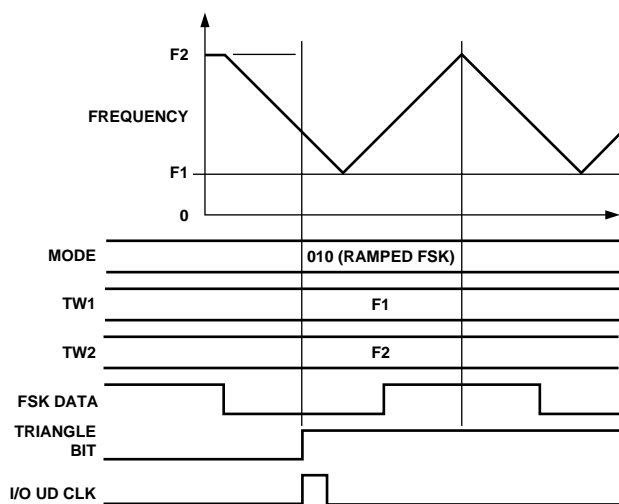 F2
FREQUENCY
F1
0
MODE
010 (RAMPED FSK)
TW1
F1
TW2
F2
FSK DATA
TRIANGLE
BIT
I/O UD CLK